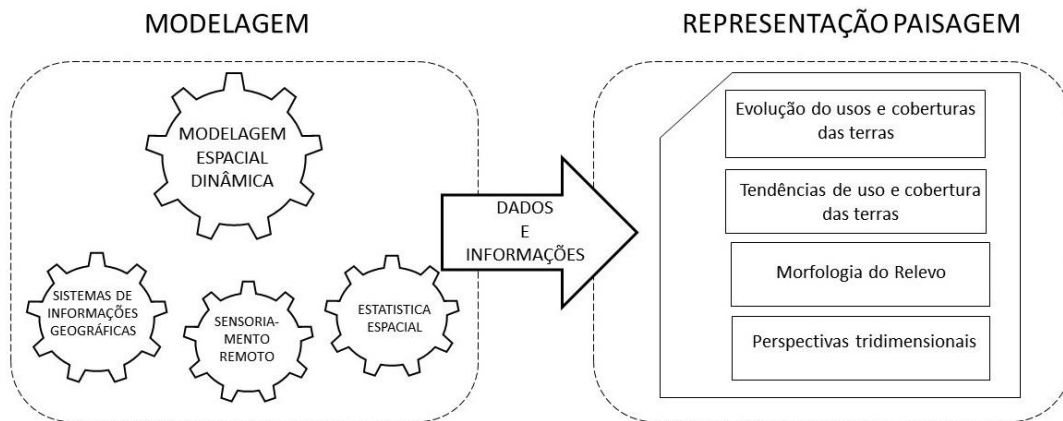 MODELAGEM
REPRESENTAÇÃO PAISAGEM
MODELAGEM
ESPACIAL
DINÂMICA
SISTEMAS DE
INFORMAÇÕES
GEOGRÁFICAS
SENSORIA-
MENTO
REMOTO
ESTATISTICA
ESPACIAL
DADOS
E
INFORMAÇÕES
Evolução do usos e coberturas
das terras
Tendências de uso e cobertura
das terras
Morfologia do Relevo
Perspectivas tridimensionais